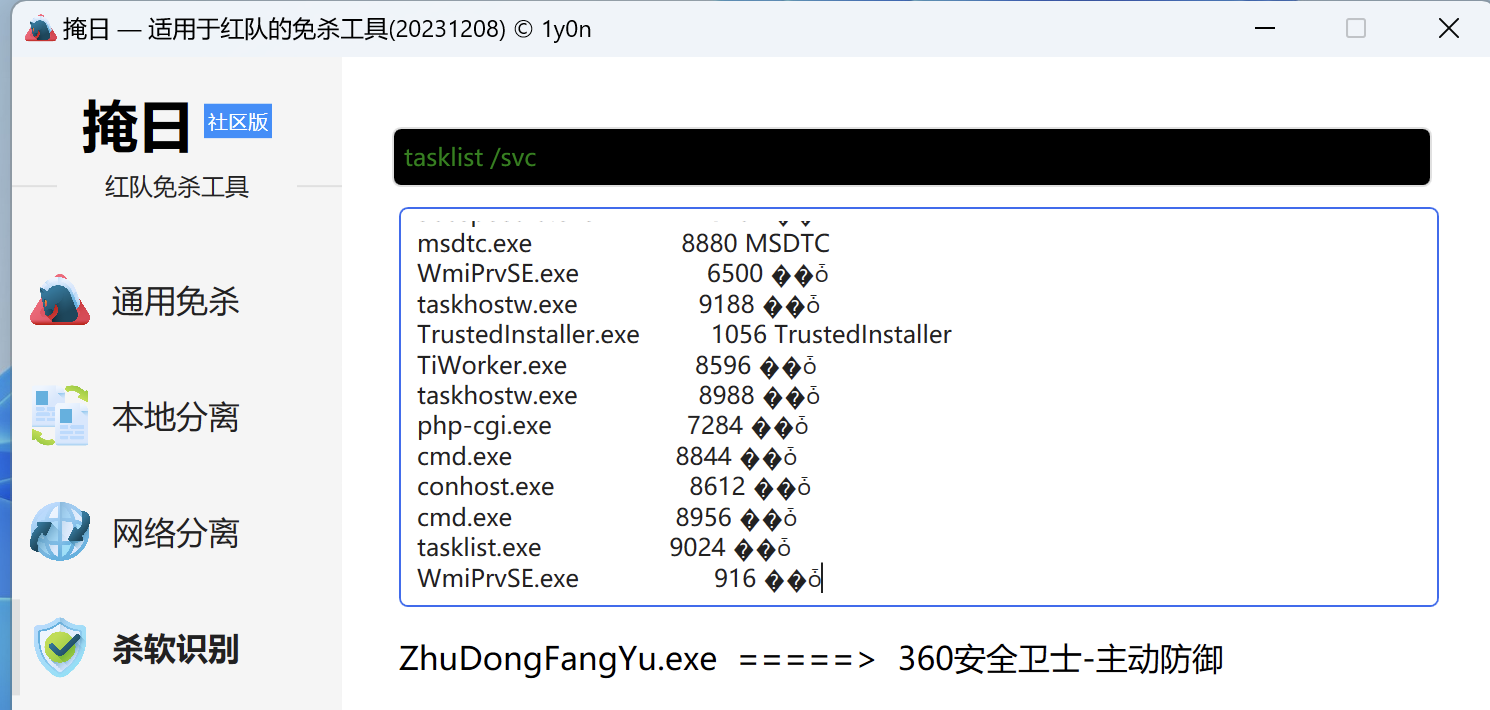 掩日 — 适用于红队的免杀工具(20231208) © 1y0n
掩日 社区版
红队免杀工具
通用免杀
本地分离
网络分离
杀软识别
tasklist /svc
msdtc.exe 8880 MSDTC
WmiPrvSE.exe 6500 ��ȱ
taskhostw.exe 9188 ��ȱ
TrustedInstaller.exe 1056 TrustedInstaller
TiWorker.exe 8596 ��ȱ
taskhostw.exe 8988 ��ȱ
php-cgi.exe 7284 ��ȱ
cmd.exe 8844 ��ȱ
conhost.exe 8612 ��ȱ
cmd.exe 8956 ��ȱ
tasklist.exe 9024 ��ȱ
WmiPrvSE.exe 916 ��ȱ
ZhuDongFangYu.exe =====> 360安全卫士-主动防御